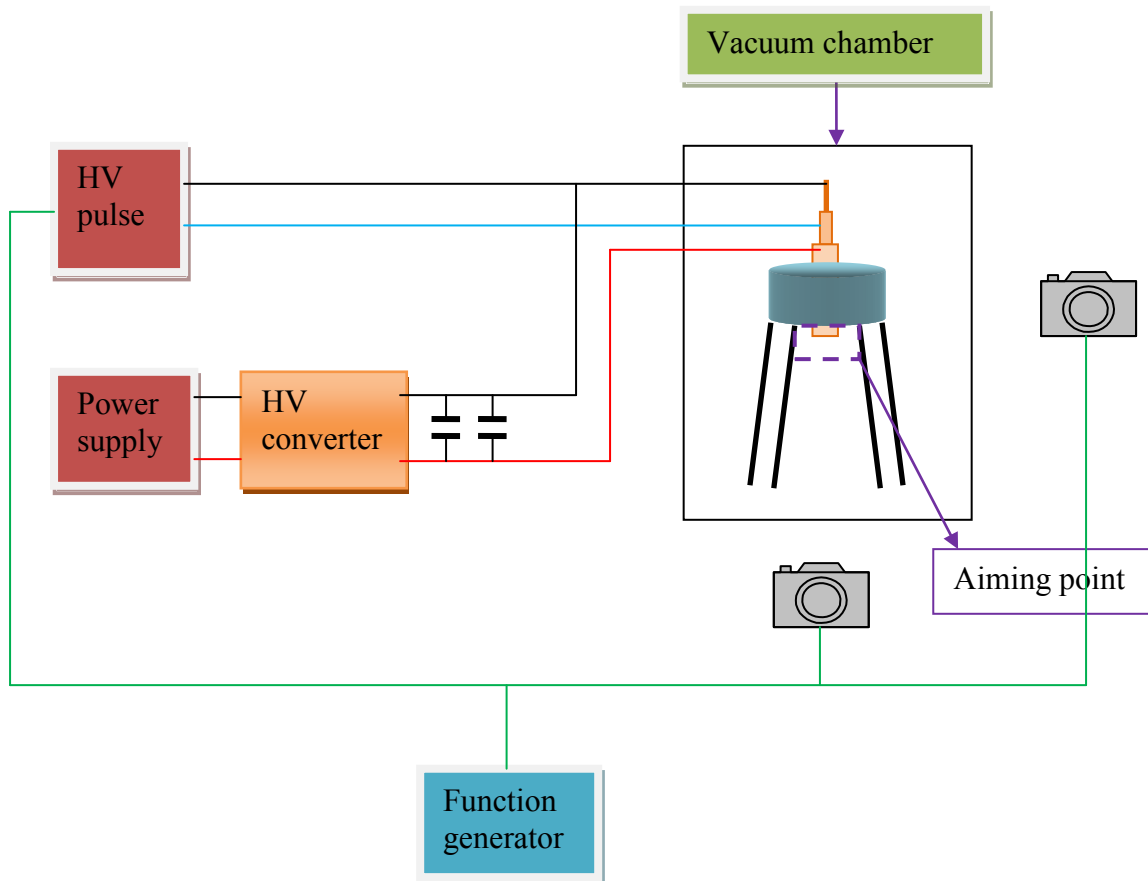 Vacuum chamber
HV
pulse
Power
supply
HV
converter
Aiming point
Function
generator